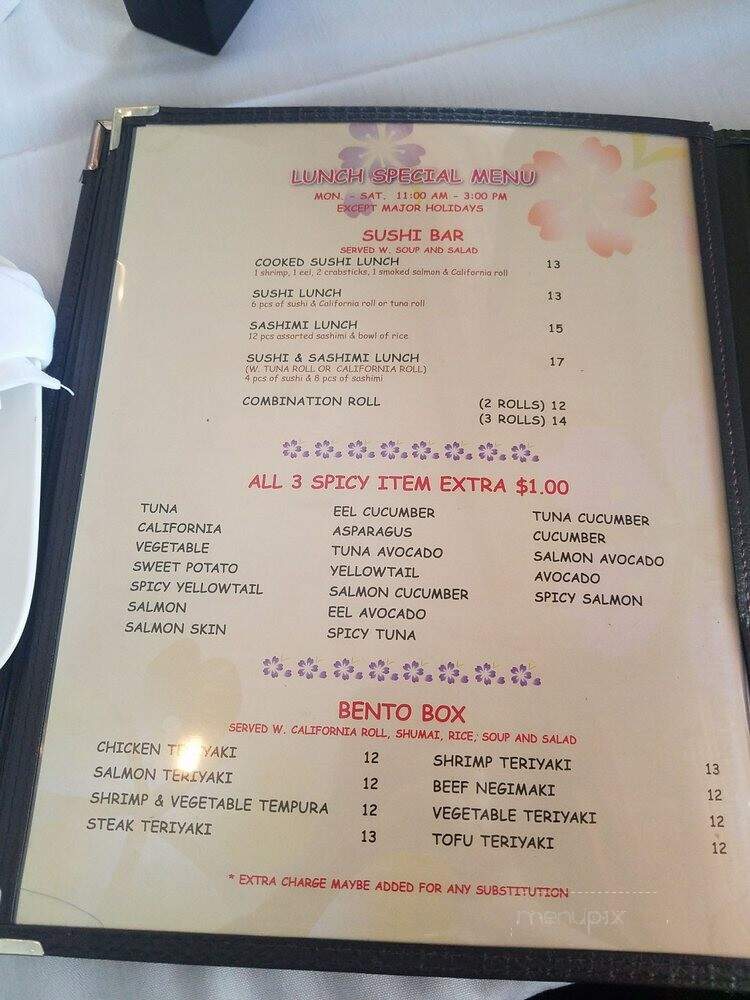 LUNCH SPECIAL MENU
MON. - SAT. 11:00 AM - 3:00 PM
EXCEPT MAJOR HOLIDAYS
SUSHI BAR
SERVED W. SOUP AND SALAD
COOKED SUSHI LUNCH 13
1 shrimp, 1 eel, 2 crabsticks, 1 smoked salmon & California roll
SUSHI LUNCH 13
6 pcs of sushi & California roll or tuna roll
SASHIMI LUNCH 15
12 pcs assorted sashimi & bowl of rice
SUSHI & SASHIMI LUNCH 17
(W. TUNA ROLL OR CALIFORNIA ROLL)
4 pcs of sushi & 8 pcs of sashimi
COMBINATION ROLL (2 ROLLS) 12
(3 ROLLS) 14
ALL 3 SPICY ITEM EXTRA $1.00
TUNA
CALIFORNIA
VEGETABLE
SWEET POTATO
SPICY YELLOWTAIL
SALMON
SALMON SKIN
EEL CUCUMBER
ASPARAGUS
TUNA AVOCADO
YELLOWTAIL
SALMON CUCUMBER
EEL AVOCADO
SPICY TUNA
TUNA CUCUMBER
CUCUMBER
SALMON AVOCADO
AVOCADO
SPICY SALMON
BENTO BOX
SERVED W. CALIFORNIA ROLL, SHUMAI, RICE, SOUP AND SALAD
CHICKEN TERIYAKI 12
SALMON TERIYAKI 12
SHRIMP & VEGETABLE TEMPURA 12
STEAK TERIYAKI 13
SHRIMP TERIYAKI 13
BEEF NEGIMAKI 12
VEGETABLE TERIYAKI 12
TOFU TERIYAKI 12
* EXTRA CHARGE MAYBE ADDED FOR ANY SUBSTITUTION
menupix